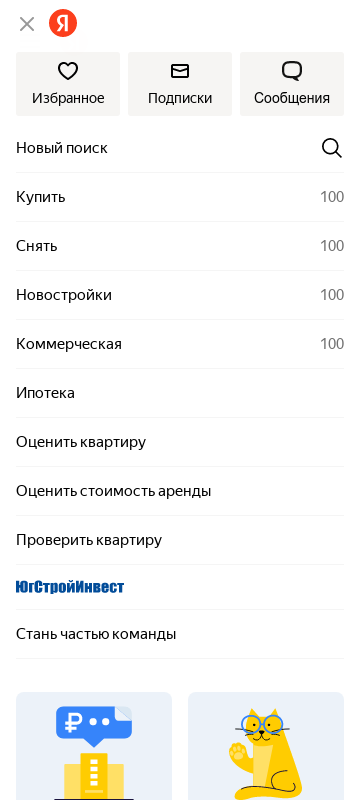 Я
Избранное Подписки Сообщения
Новый поиск
Купить 100
Снять 100
Новостройки 100
Коммерческая 100
Ипотека
Оценить квартиру
Оценить стоимость аренды
Проверить квартиру
ЮгСтройИнвест
Стань частью команды
₽